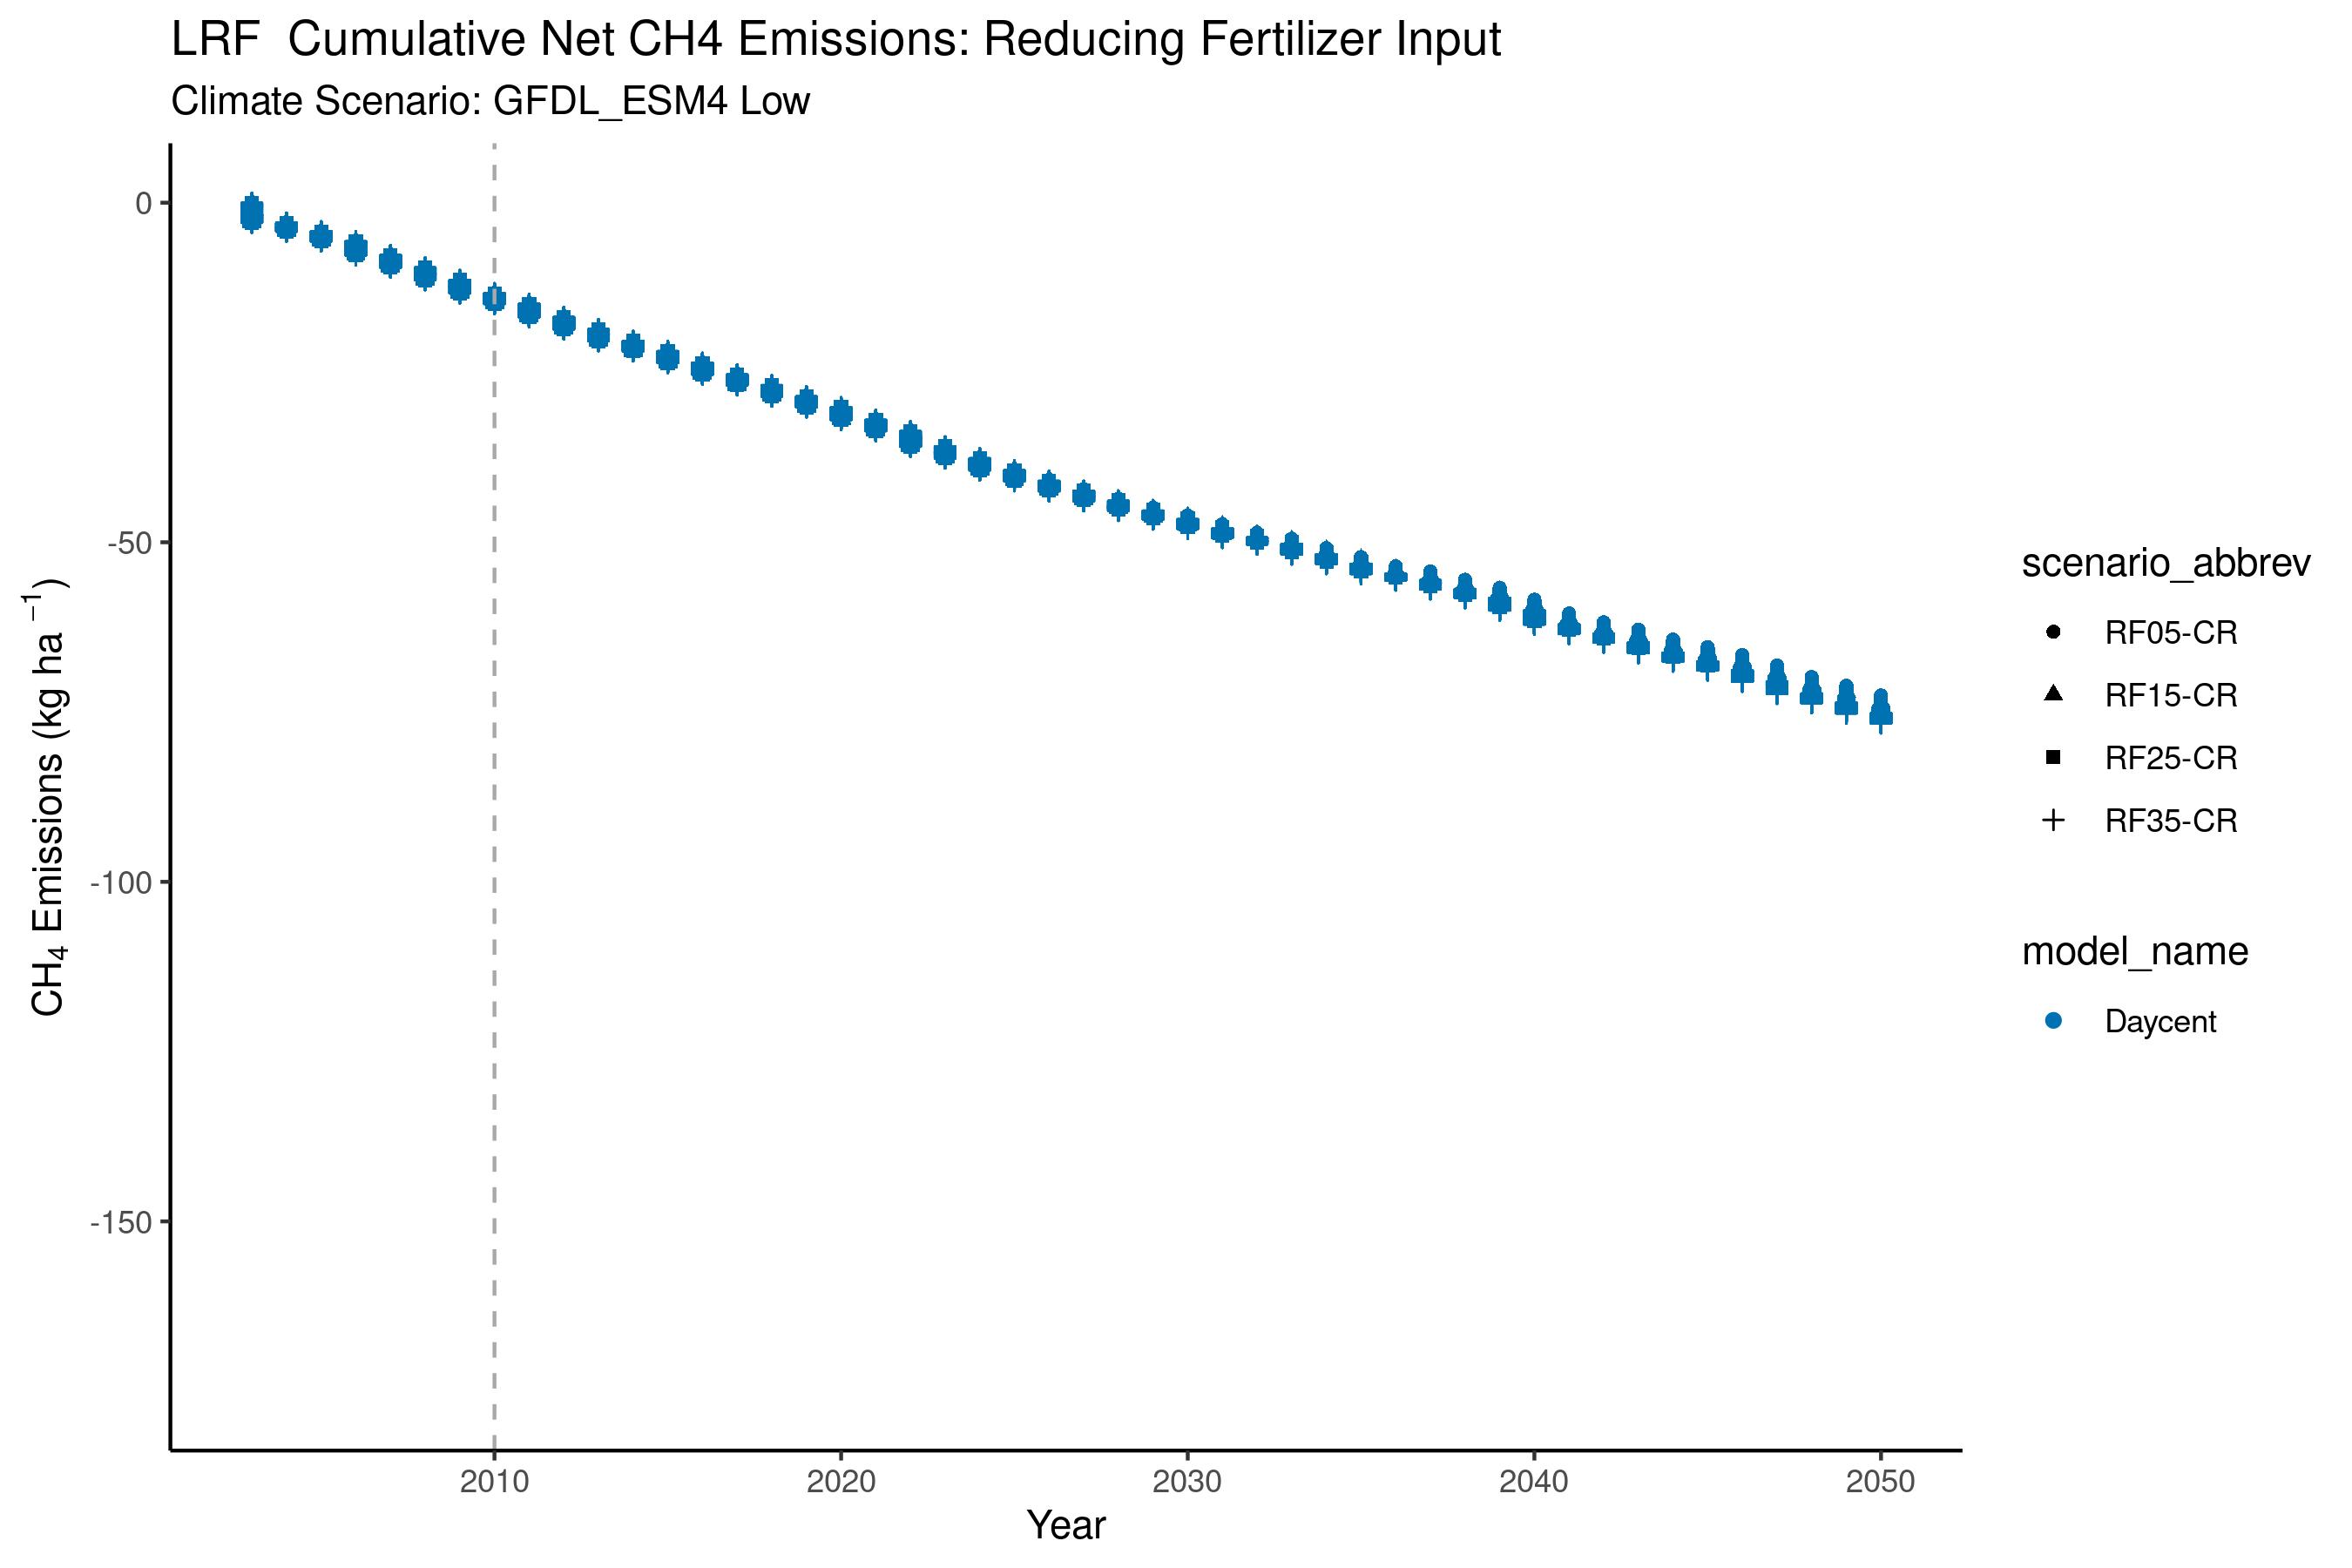 LRF  Cumulative Net CH4 Emissions: Reducing Fertilizer Input
Climate Scenario: GFDL_ESM4 Low
CH₄ Emissions (kg ha ⁻¹)
0
-50
-100
-150
2010
2020
2030
2040
2050
Year
scenario_abbrev
RF05-CR
RF15-CR
RF25-CR
RF35-CR
model_name
Daycent